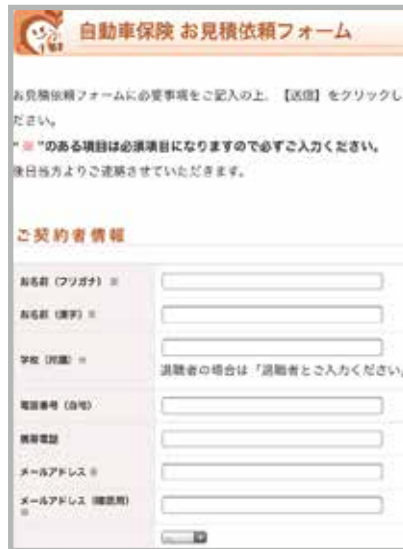 自動車保険 お見積依頼フォーム
お見積依頼フォームに必要事項をご記入の上、【送信】をクリックし
ださい。
"※"のある項目は必須項目になりますので必ずご入力ください。
後日当方よりご連絡させていただきます。
ご契約者情報
お名前（フリガナ） ※
お名前（漢字） ※
学校（所属） ※
退職者の場合は「退職者とご入力ください」
電話番号（自宅）
携帯電話
メールアドレス ※
メールアドレス（確認用）
※